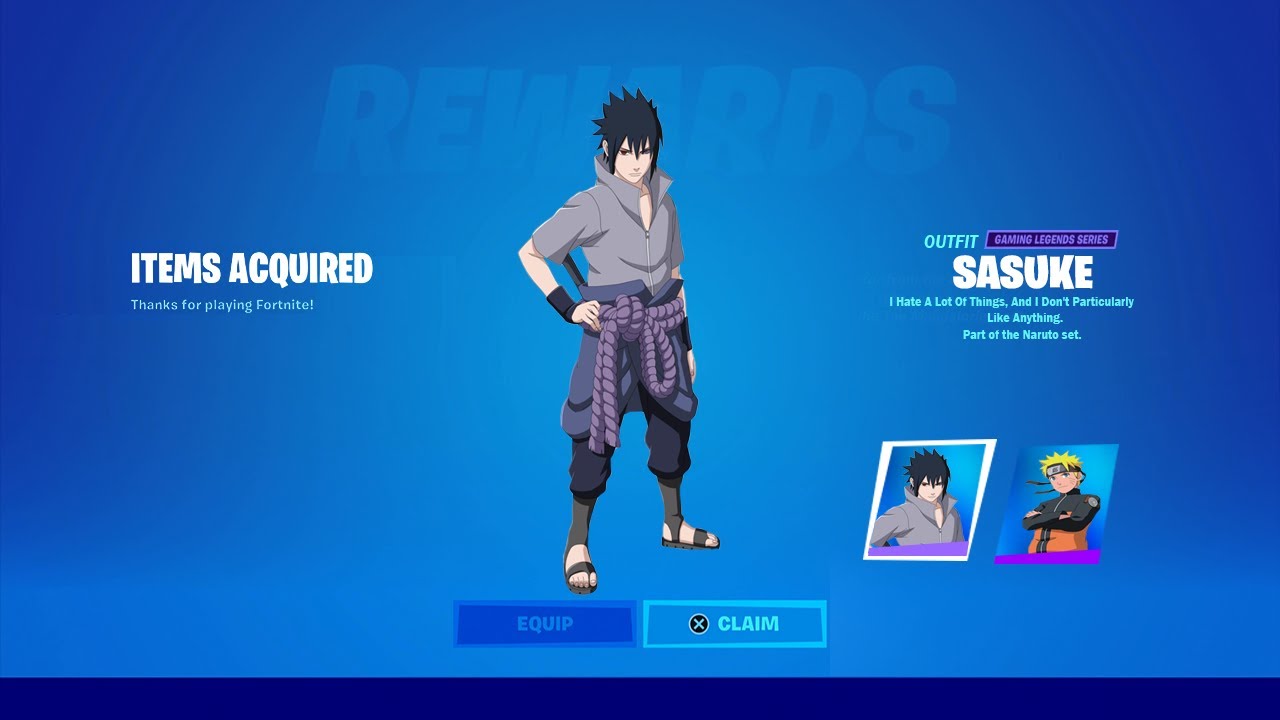 REWARDS
ITEMS ACQUIRED
Thanks for playing Fortnite!
OUTFIT GAMING LEGENDS SERIES
SASUKE
I Hate A Lot Of Things, And I Don't Particularly
Like Anything.
Part of the Naruto set.
EQUIP
CLAIM